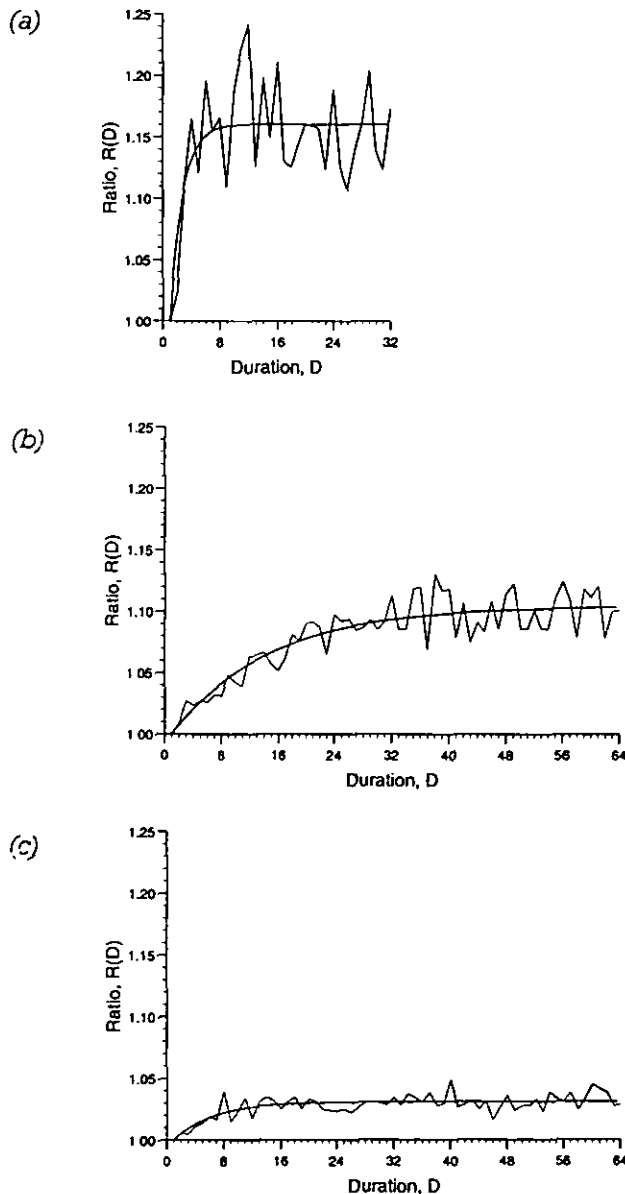 (a)
1.25
1.20
1.15
1.10
1.05
1.00
Ratio, R(D)
0 8 16 24 32
Duration, D
(b)
1.25
1.20
1.15
1.10
1.05
1.00
Ratio, R(D)
0 8 16 24 32 40 48 56 64
Duration, D
(c)
1.25
1.20
1.15
1.10
1.05
1.00
Ratio, R(D)
0 8 16 24 32 40 48 56 64
Duration, D